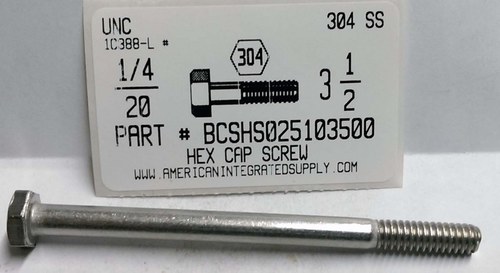 UNC 304 SS
1C388-L #
1/4 304 3 1/2
20
PART # BCSHS025103500
HEX CAP SCREW
WWW.AMERICANINTEGRATEDSUPPLY.COM